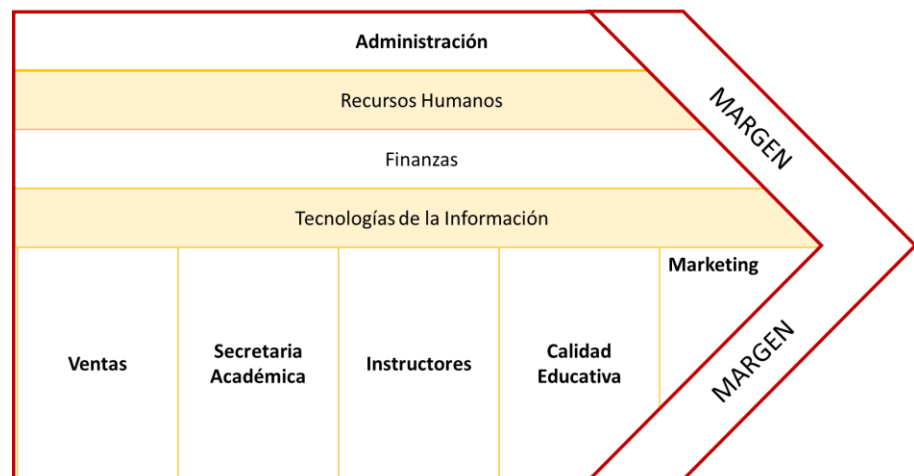 Administración
Recursos Humanos
Finanzas
Tecnologías de la Información
MARGEN
Ventas
Secretaria
Académica
Instructores
Calidad
Educativa
Marketing
MARGEN